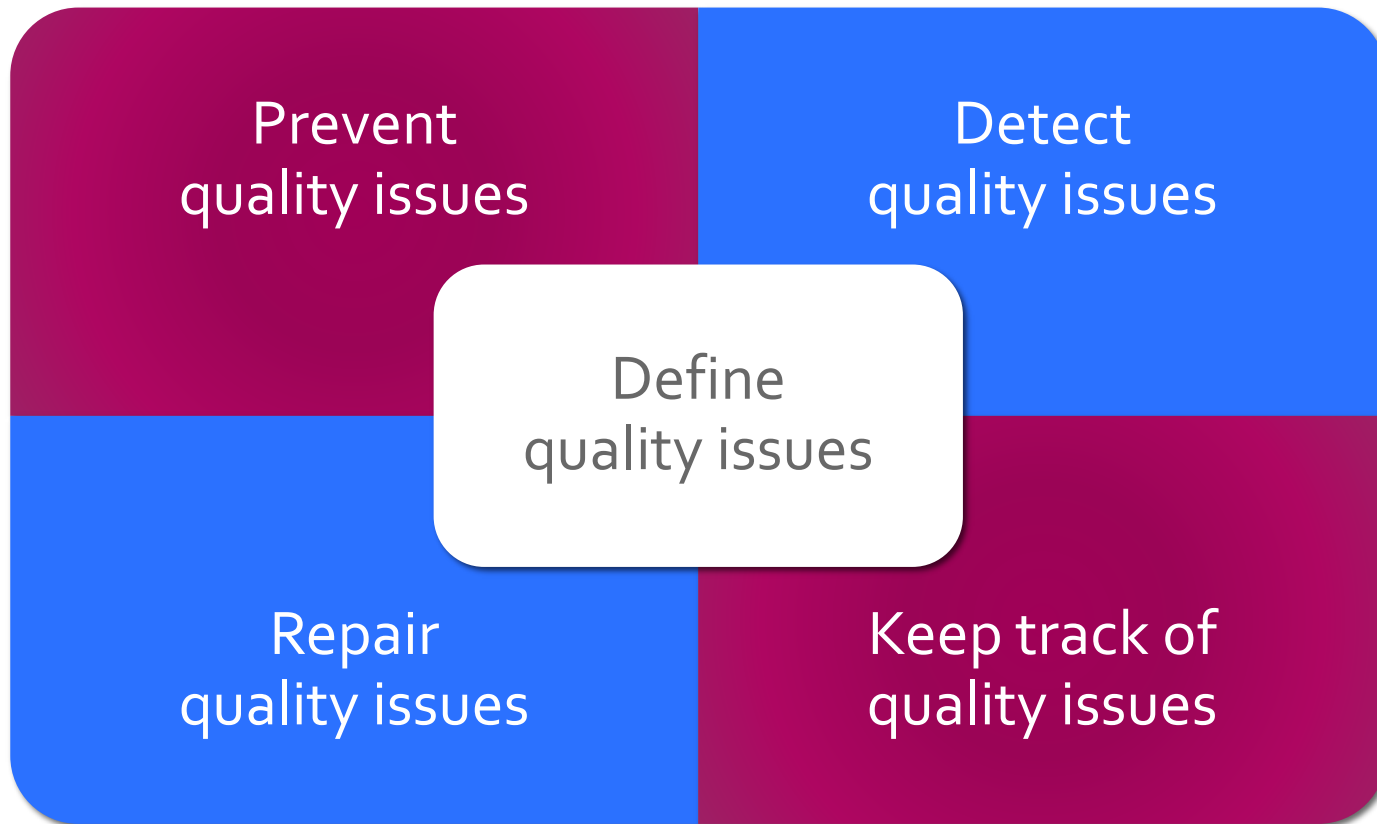 Prevent
quality issues
Detect
quality issues
Define
quality issues
Repair
quality issues
Keep track of
quality issues